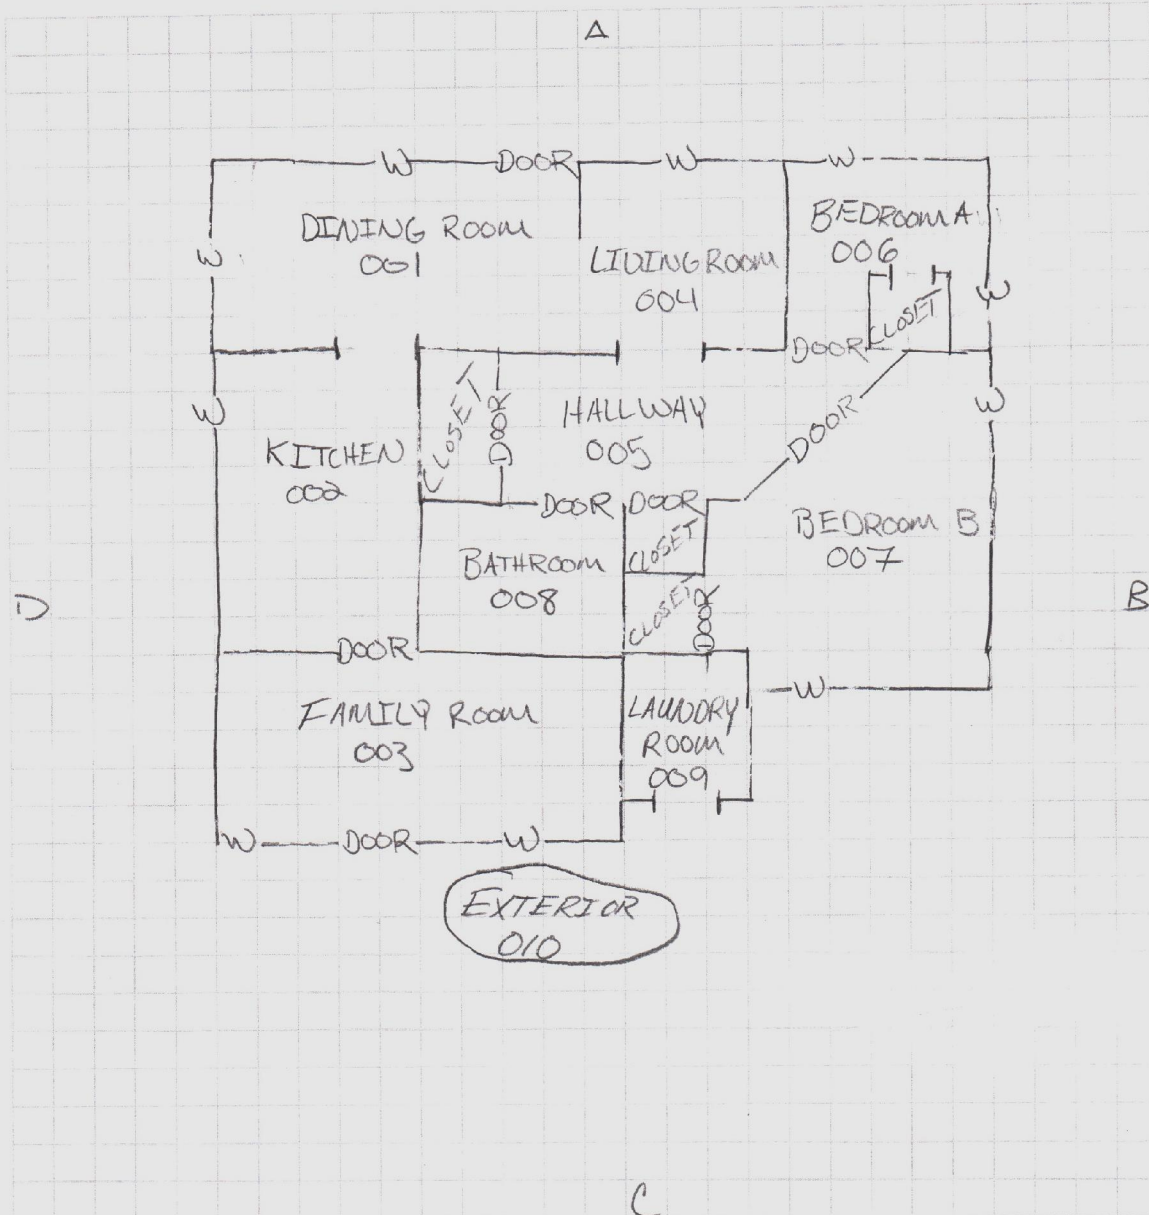 A
W DOOR W W
DINING ROOM
001
LIVING ROOM
004
BEDROOM A
006
W
CLOSET
W
DOOR
W
KITCHEN
002
CLOSET
DOOR
HALLWAY
005
DOOR
W
DOOR
DOOR
CLOSET
BATHROOM
008
BEDROOM B
007
CLOSET
DOOR
D
B
DOOR
FAMILY ROOM
003
LAUNDRY
ROOM
009
W
W DOOR W
EXTERIOR
010
C